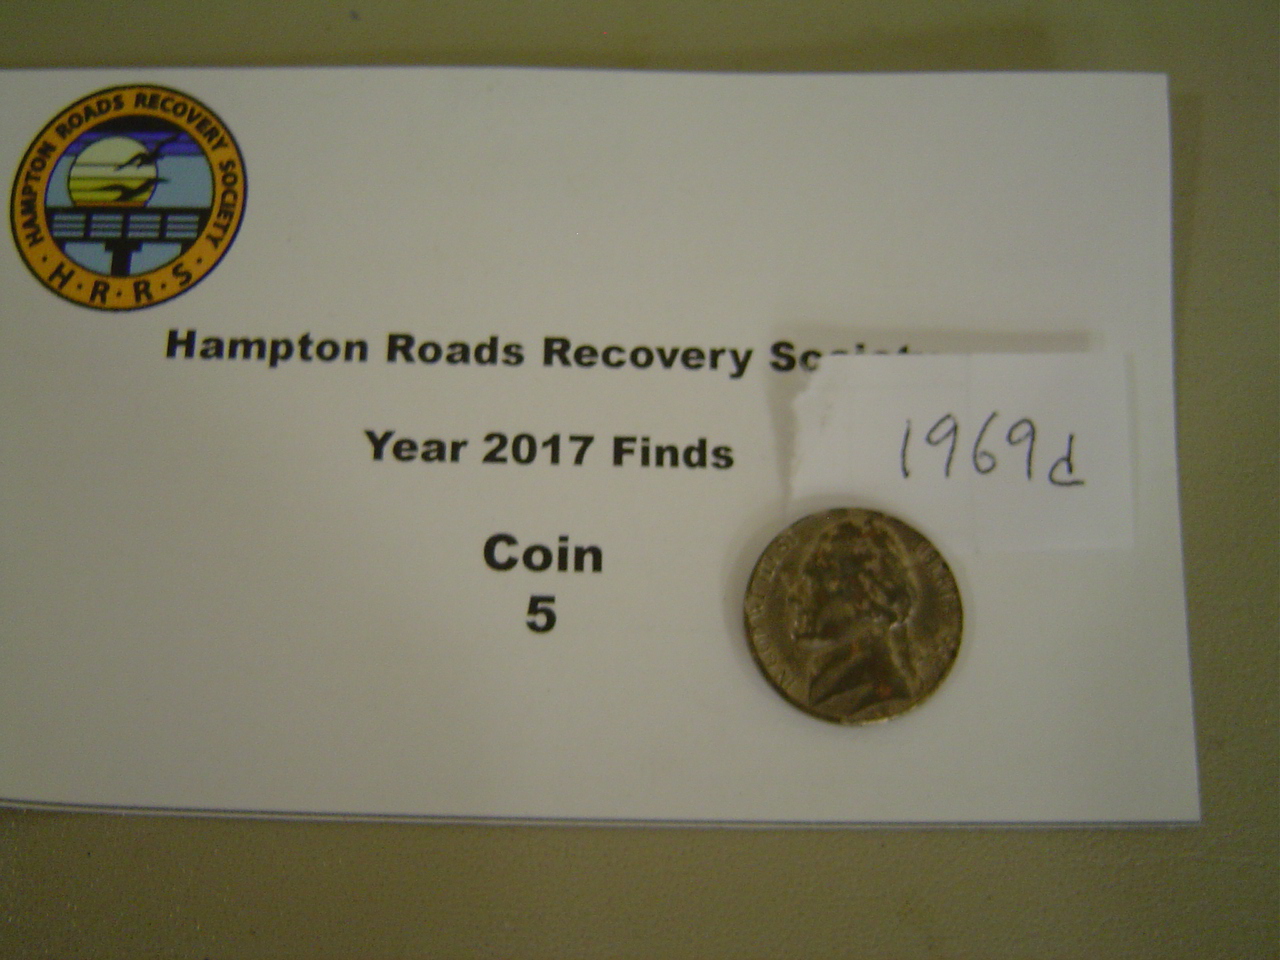 HAMPTON ROADS RECOVERY SOCIETY
· H · R · R · S ·
Hampton Roads Recovery
Year 2017 Finds
1969d
Coin
5